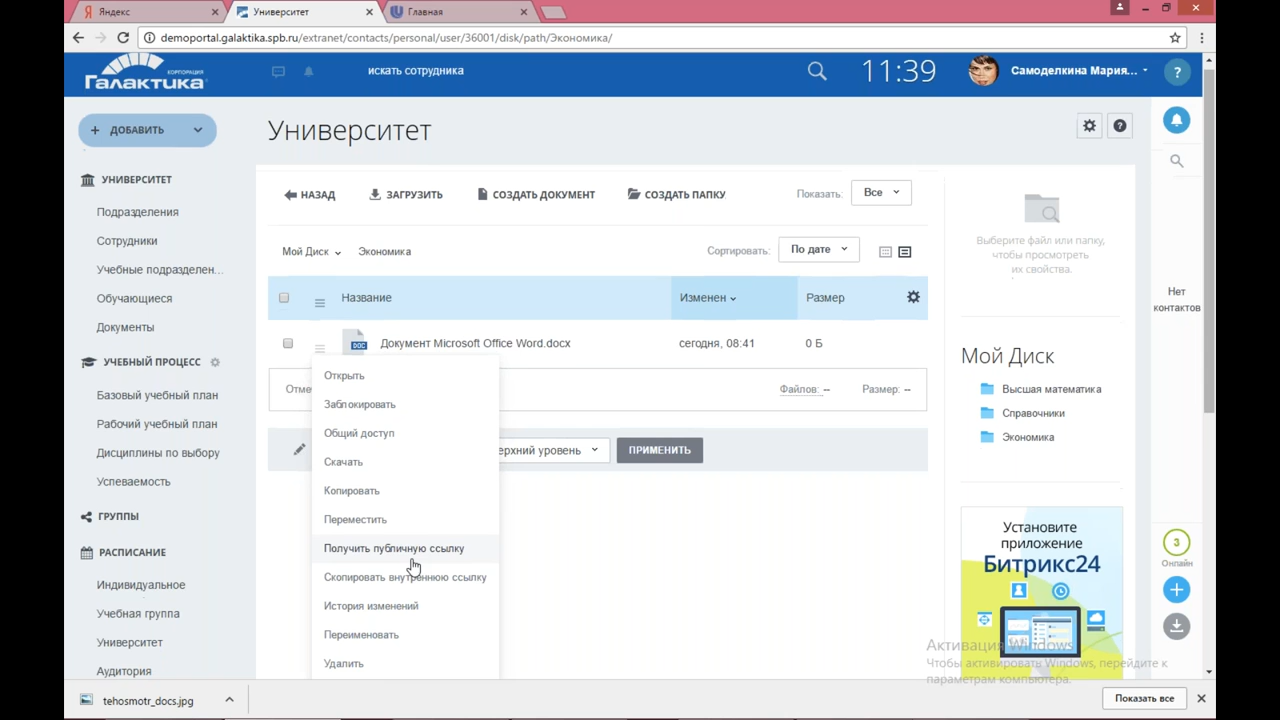 Яндекс
Университет
Главная
demoportal.galaktika.spb.ru/extranet/contacts/personal/user/36001/disk/path/Экономика/
КОРПОРАЦИЯ
ГАЛАКТИКА
искать сотрудника
11:39
Самоделкина Мария...
?
+ ДОБАВИТЬ
Университет
УНИВЕРСИТЕТ
Подразделения
Сотрудники
Учебные подразделен...
Обучающиеся
Документы
УЧЕБНЫЙ ПРОЦЕСС
Базовый учебный план
Рабочий учебный план
Дисциплины по выбору
Успеваемость
ГРУППЫ
РАСПИСАНИЕ
Индивидуальное
Учебная группа
Университет
Аудитория
НАЗАД
ЗАГРУЗИТЬ
СОЗДАТЬ ДОКУМЕНТ
СОЗДАТЬ ПАПКУ
Показать:
Все
Мой Диск
Экономика
Сортировать:
По дате
Название
Изменен
Размер
DOC
Документ Microsoft Office Word.docx
сегодня, 08:41
0 Б
Файлов: --
Размер: --
ПРИМЕНИТЬ
Открыть
Заблокировать
Общий доступ
Скачать
Копировать
Переместить
Получить публичную ссылку
Скопировать внутреннюю ссылку
История изменений
Переименовать
Удалить
Выберите файл или папку,
чтобы просмотреть
их свойства.
Мой Диск
Высшая математика
Справочники
Экономика
Установите
приложение
Битрикс24
Нет
контактов
3
Онлайн
Активация Windows
Чтобы активировать Windows, перейдите к
параметрам компьютера.
tehosmotr_docs.jpg
Показать все